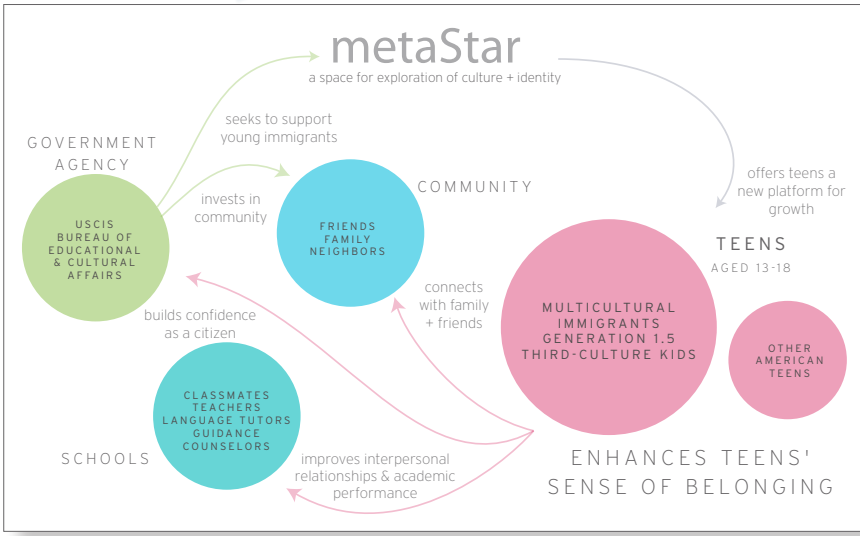 metaStar
a space for exploration of culture + identity
seeks to support
young immigrants
GOVERNMENT
AGENCY
USCIS
BUREAU OF
EDUCATIONAL
& CULTURAL
AFFAIRS
invests in
community
COMMUNITY
FRIENDS
FAMILY
NEIGHBORS
offers teens a
new platform for
growth
TEENS
AGED 13-18
MULTICULTURAL
IMMIGRANTS
GENERATION 1.5
THIRD-CULTURE KIDS
OTHER
AMERICAN
TEENS
connects
with family
+ friends
builds confidence
as a citizen
CLASSMATES
TEACHERS
LANGUAGE TUTORS
GUIDANCE
COUNSELORS
SCHOOLS
improves interpersonal
relationships & academic
performance
ENHANCES TEENS'
SENSE OF BELONGING